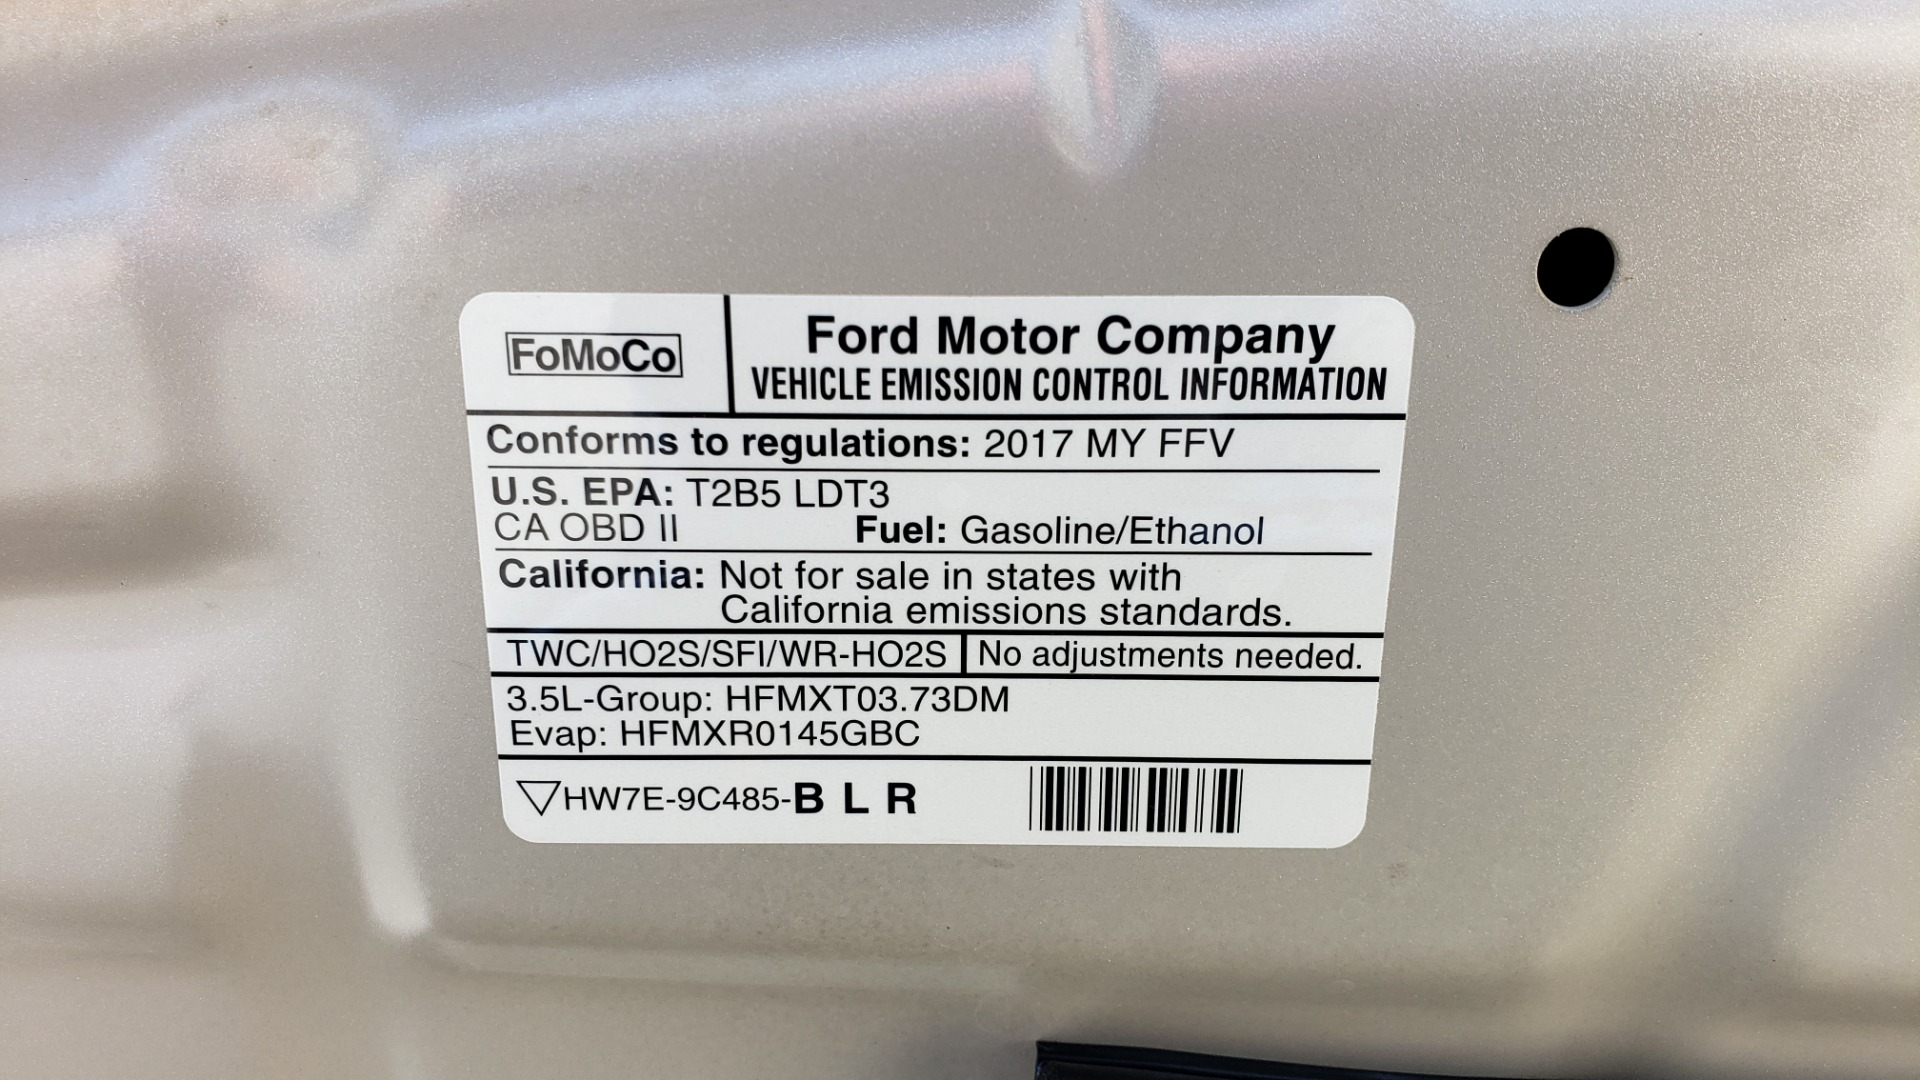 FoMoCo
Ford Motor Company
VEHICLE EMISSION CONTROL INFORMATION
Conforms to regulations: 2017 MY FFV
U.S. EPA: T2B5 LDT3
CA OBD II Fuel: Gasoline/Ethanol
California: Not for sale in states with
California emissions standards.
TWC/HO2S/SFI/WR-HO2S No adjustments needed.
3.5L-Group: HFMXT03.73DM
Evap: HFMXR0145GBC
HW7E-9C485-B L R